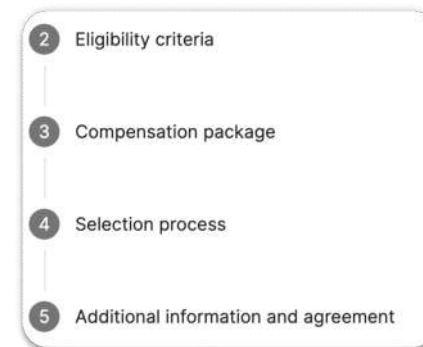 2 Eligibility criteria
3 Compensation package
4 Selection process
5 Additional information and agreement